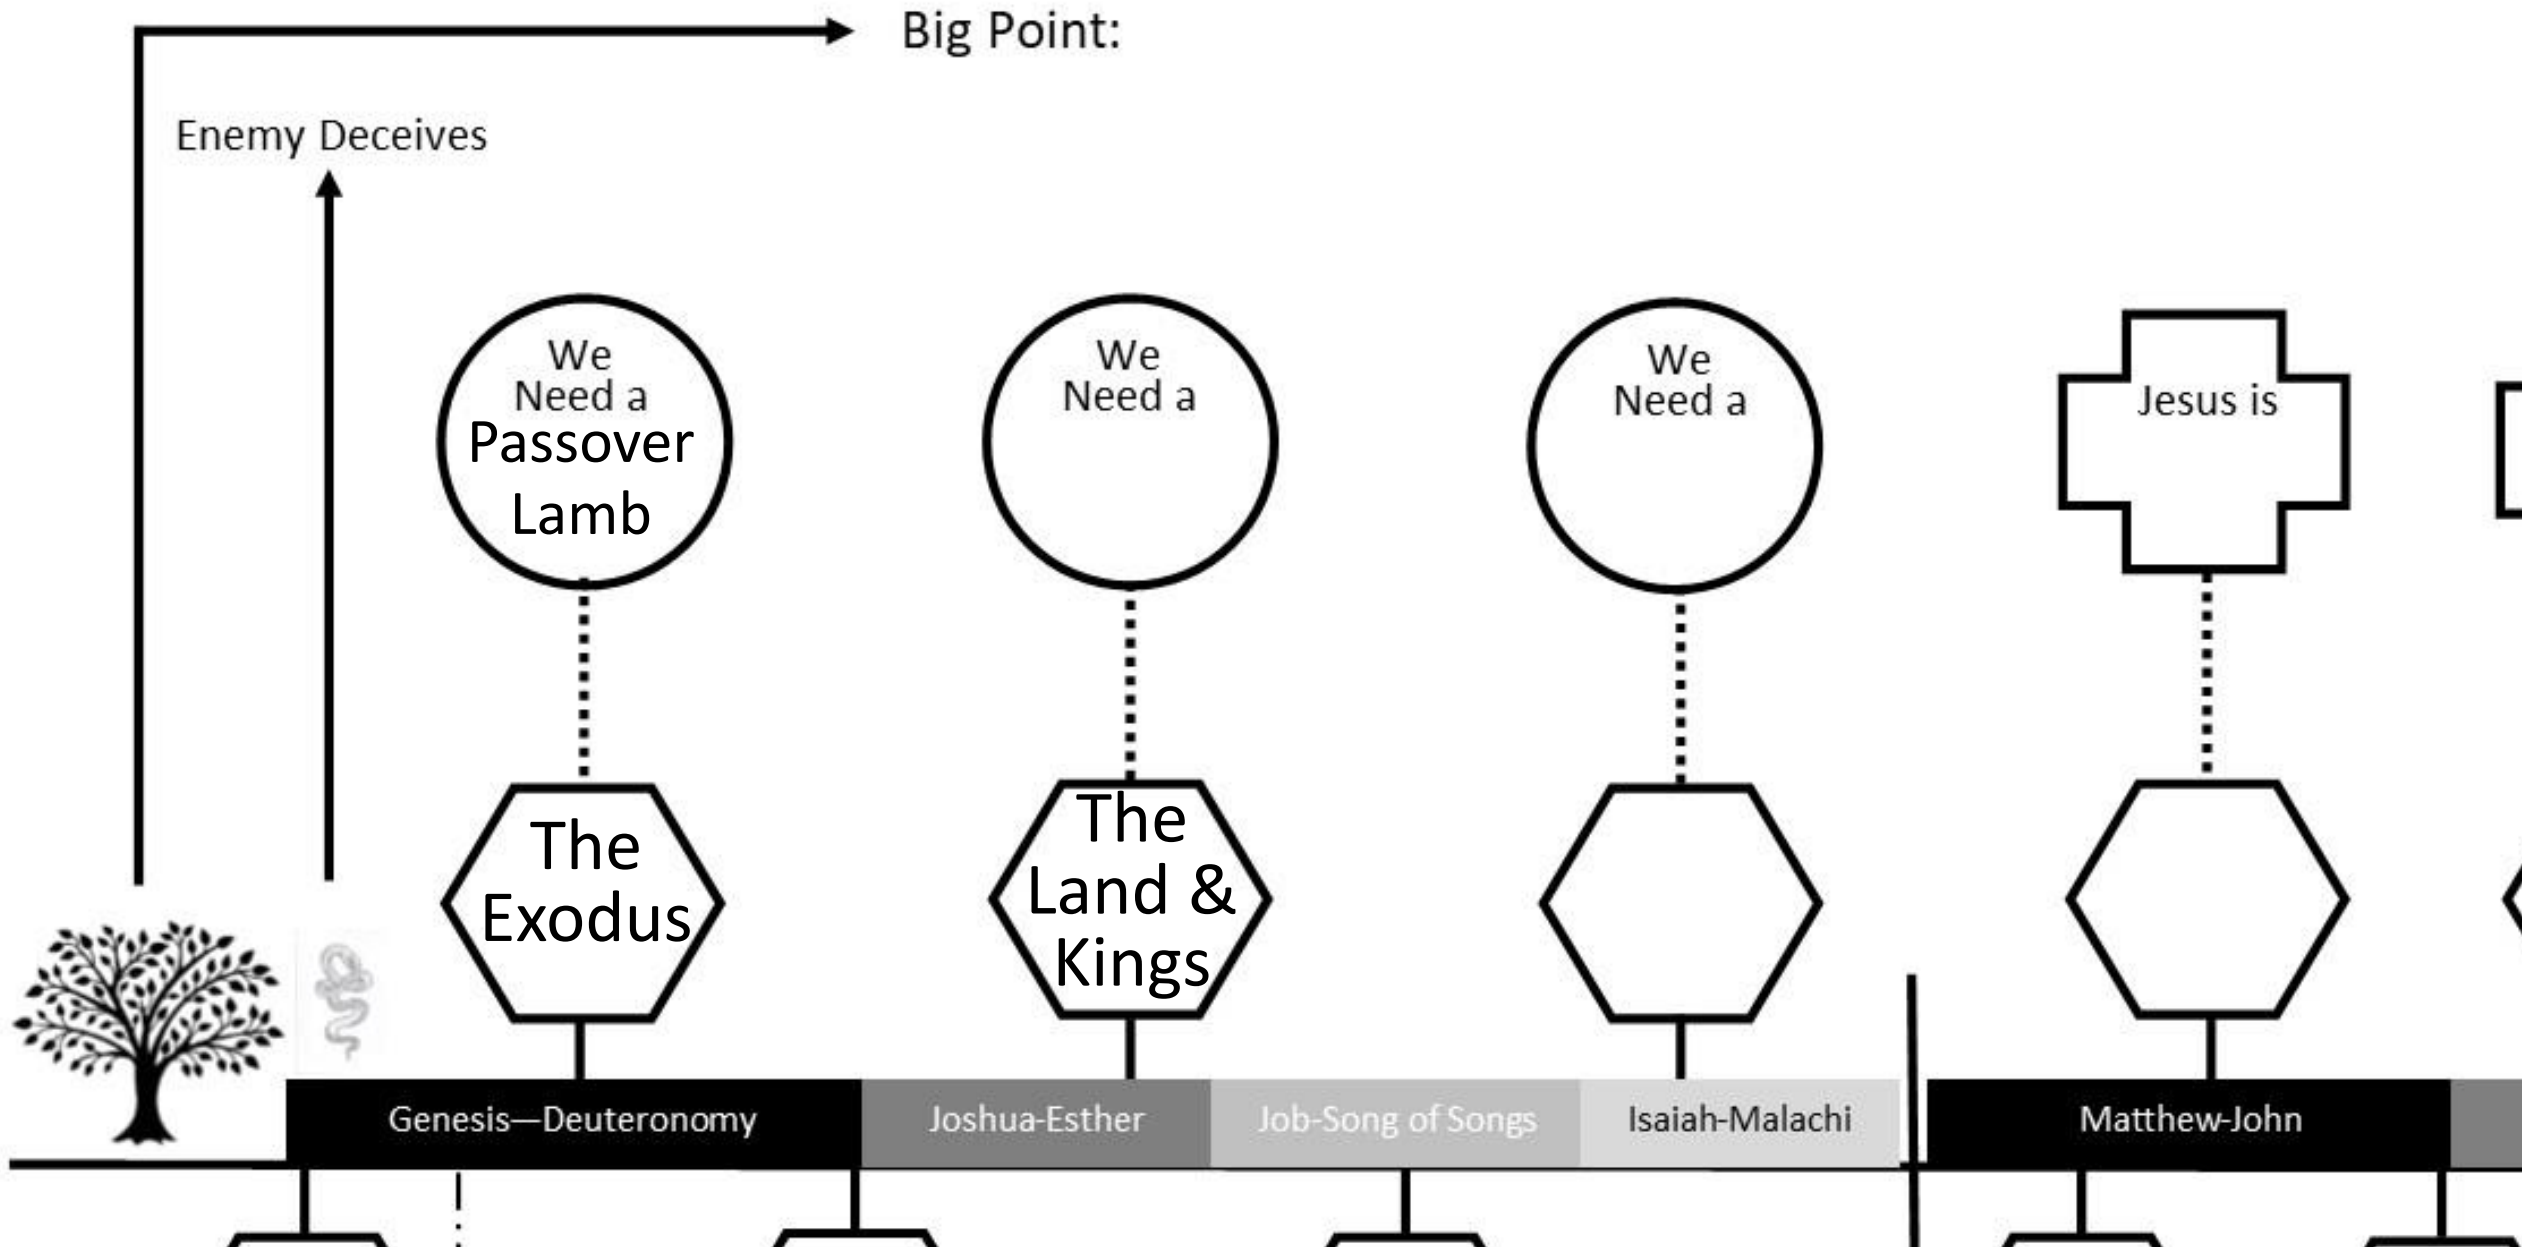 Big Point:
Enemy Deceives
We
Need a
Passover
Lamb
We
Need a
We
Need a
Jesus is
The
Exodus
The
Land &
Kings
Genesis—Deuteronomy
Joshua-Esther
Job-Song of Songs
Isaiah-Malachi
Matthew-John